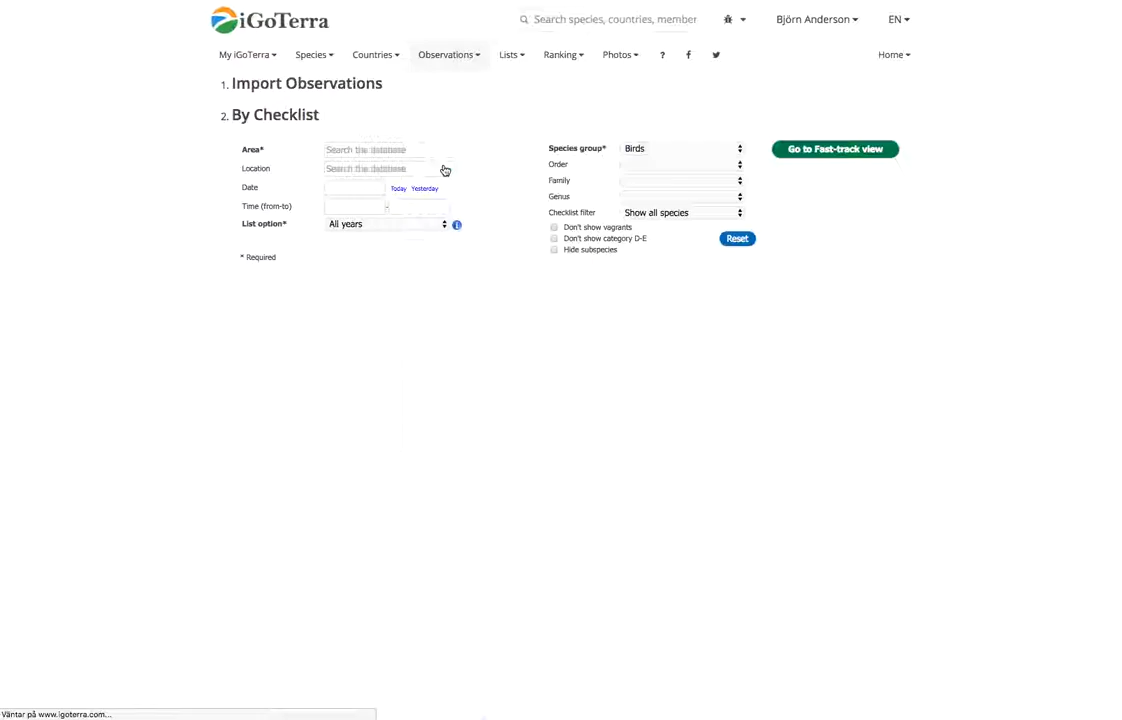 iGoTerra
Search species, countries, member
Björn Anderson
EN
My iGoTerra
Species
Countries
Observations
Lists
Ranking
Photos
?
Home
1. Import Observations
2. By Checklist
Area*
Search the database
Location
Search the database
Date
Today
Yesterday
Time (from-to)
-
List option*
All years
* Required
Species group*
Birds
Order
Family
Genus
Checklist filter
Show all species
Don't show vagrants
Don't show category D-E
Hide subspecies
Go to Fast-track view
Reset
Väntar på www.igoterra.com...